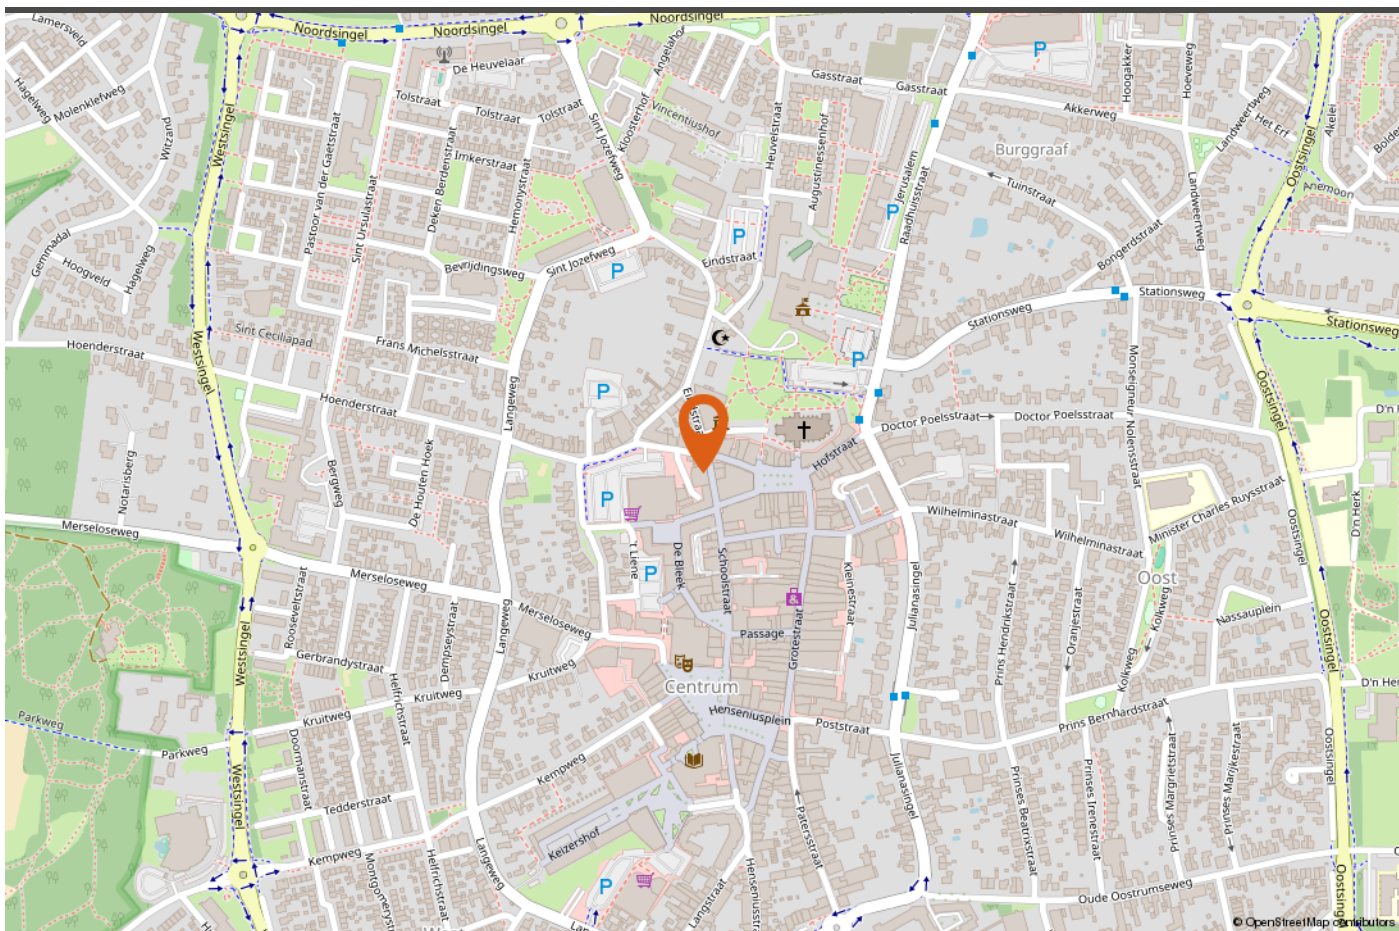 Noordsingel
Lamersveld
Noordsingel
Noordsingel
Angelahof
De Heuvelaar
Gasstraat
Gasstraat
Hoogakker
Hoeveweg
Hagelweg
Molenklefweg
Tolstraat
Tolstraat
Tolstraat
Kloosterhof
Vincentiushof
Akkerweg
Landweertweg
Het Erf
Akelei
Witzand
Westsingel
Sint Jozefweg
Heuvelstraat
Augustinessenhof
Jerusalem
Burggraaf
Oostsingel
Imkerstraat
Pastoor van der Gaetstraat
Sint Ursulastraat
Deken Berdenstraat
Hemonystraat
Raadhuisstraat
Tuinstraat
Landweertweg
Anemoon
Gemmadal
Hoogveld
Hagelweg
Bevrijdingsweg
Sint Jozefweg
P
P
P
P
Eindstraat
Bongerdstraat
Stationsweg
Stationsweg
Stationsweg
Sint Ceciliapad
Frans Michelsstraat
Hoenderstraat
Westsingel
P
P
Monseigneur Nolensstraat
Oostsingel
Hoenderstraat
Langeweg
Doctor Poelsstraat
Doctor Poelsstraat
Hofstraat
Notarisberg
Bergweg
De Houten Hoek
P
Merseloseweg
Wilhelminastraat
Wilhelminastraat
Minister Charles Ruysstraat
Oostsingel
D'n Herk
't Liene
De Bleek
Schoolstraat
P
Kleinestraat
Julianasingel
Prins Hendrikstraat
Oranjestraat
Oost
Kolkweg
Merseloseweg
Rooseveltstraat
Dempseystraat
Langeweg
Merseloseweg
Passage
Grotestraat
Nassauplein
Oostsingel
Westsingel
Gerbrandystraat
Kruitweg
Kruitweg
Kruitweg
Helfrichstraat
Centrum
Kolkweg
Parkweg
Parkweg
Henseniusplein
Poststraat
Prins Bernhardstraat
Doormanstraat
Westsingel
Kempweg
Tedderstraat
Kempweg
Julianasingel
Prinses Beatrixstraat
Prinses Irenestraat
Prinses Margrietstraat
Prinses Marijkestraat
Oostsingel
Keizershof
Patersstraat
Langeweg
Helfrichstraat
P
Langstraat
Oude Oostrumseweg
Oostsingel
© OpenStreetMap contributors